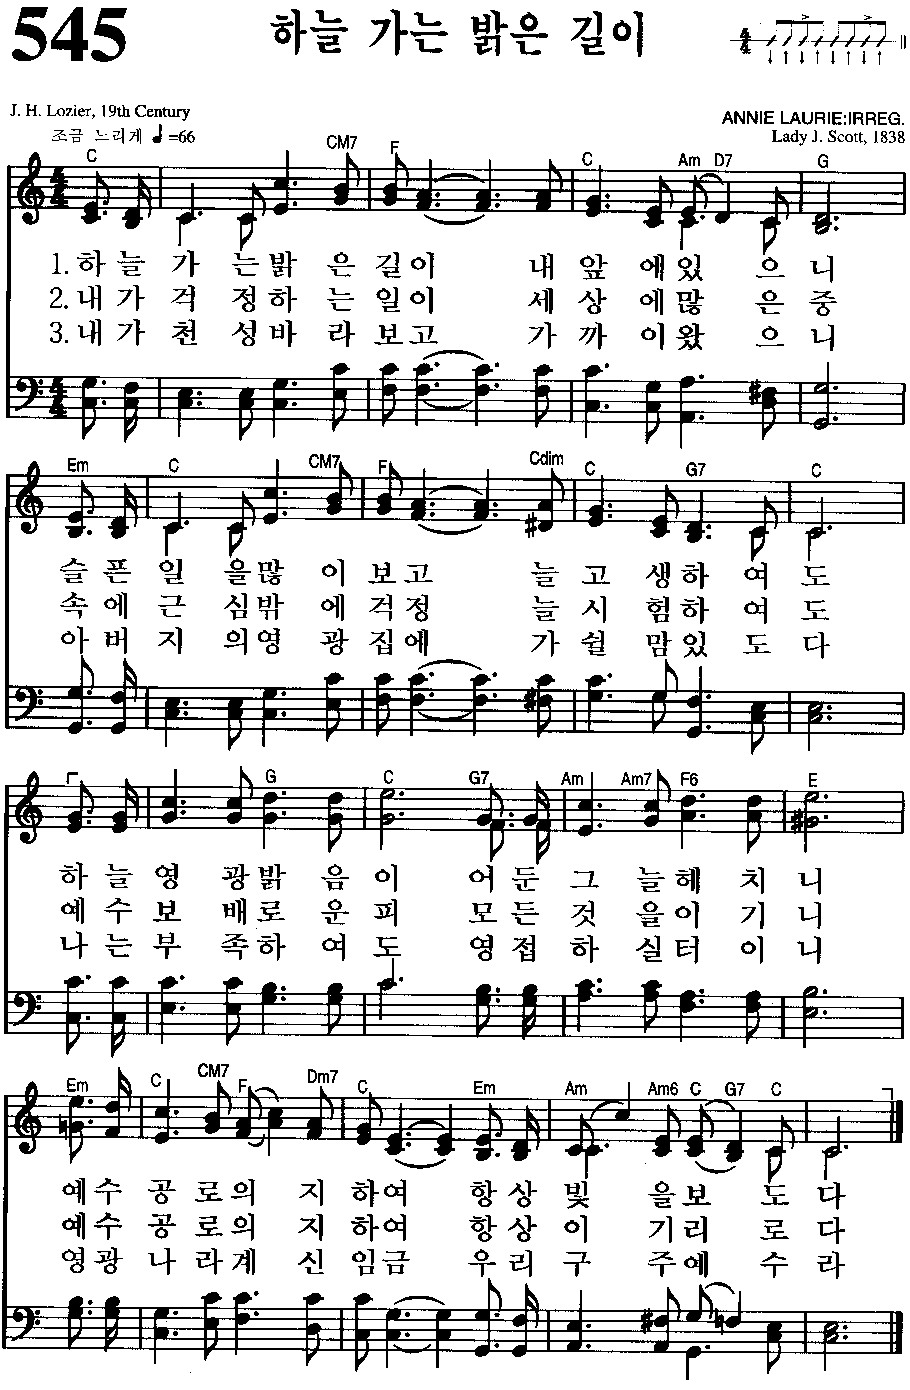 545 하늘 가는 밝은 길이
J. H. Lozier, 19th Century
조금 느리게 ♩=66
ANNIE LAURIE:IRREG.
Lady J. Scott, 1838
C CM7 F C Am D7 G
1.하늘 가는밝은길이 내앞에있으니
2.내가걱정하는일이 세상에많은중
3.내가천성바라보고 가까이왔으니
Em C CM7 F Cdim C G7 C
슬픈일을많이보고 늘고생하여도
속에근심밖에걱정 늘시험하여도
아버지의영광집에 가쉴맘있도다
G C G7 Am Am7 F6 E
하늘영광밝음이 어둔그늘헤치니
예수보배로운피 모든것을이기니
나는부족하여도 영접하실터이니
Em C CM7 F Dm7 C Em Am Am6 C G7 C
예수공로의지하여 항상빛을보도다
예수공로의지하여 항상이기리로다
영광나라계신임금 우리구주예수라